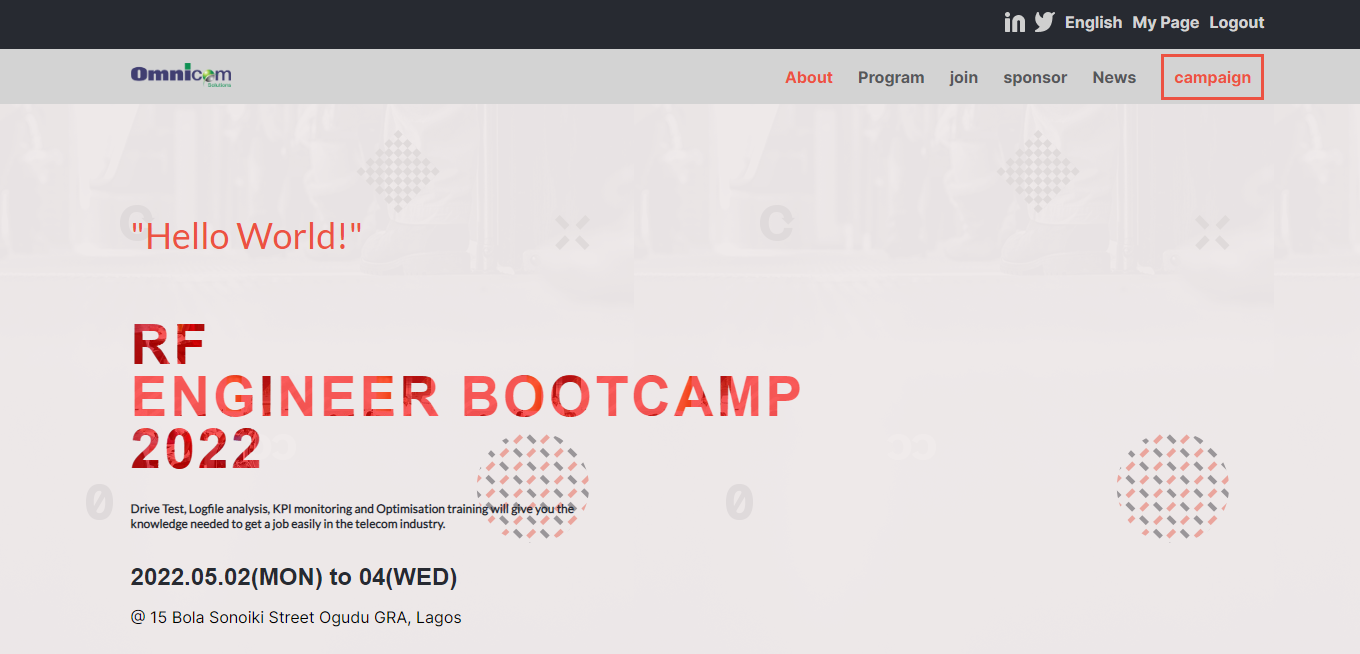 English My Page Logout
Omnicom
Solutions
About Program join sponsor News campaign
"Hello World!"
RF
ENGINEER BOOTCAMP
2022
Drive Test, Logfile analysis, KPI monitoring and Optimisation training will give you the
knowledge needed to get a job easily in the telecom industry.
2022.05.02(MON) to 04(WED)
@ 15 Bola Sonoiki Street Ogudu GRA, Lagos